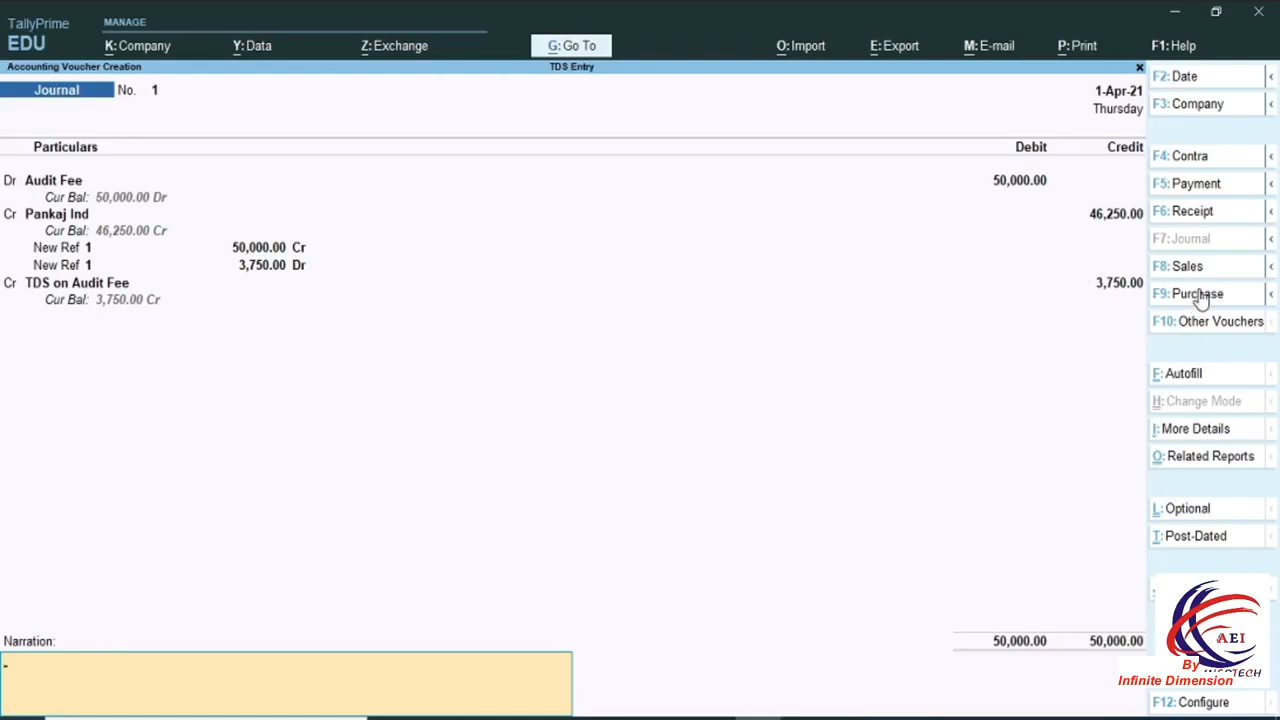 TallyPrime
EDU
MANAGE
K: Company Y: Data Z: Exchange G: Go To O: Import E: Export M: E-mail P: Print F1: Help
Accounting Voucher Creation TDS Entry x
Journal No. 1 1-Apr-21
Thursday
Particulars Debit Credit
Dr Audit Fee 50,000.00
Cur Bal: 50,000.00 Dr
Cr Pankaj Ind 46,250.00
Cur Bal: 46,250.00 Cr
New Ref 1 50,000.00 Cr
New Ref 1 3,750.00 Dr
Cr TDS on Audit Fee 3,750.00
Cur Bal: 3,750.00 Cr
Narration: 50,000.00 50,000.00
F2: Date
F3: Company
F4: Contra
F5: Payment
F6: Receipt
F7: Journal
F8: Sales
F9: Purchase
F10: Other Vouchers
F: Autofill
H: Change Mode
I: More Details
O: Related Reports
L: Optional
T: Post-Dated
AEI
By
Infinite Dimension
F12: Configure